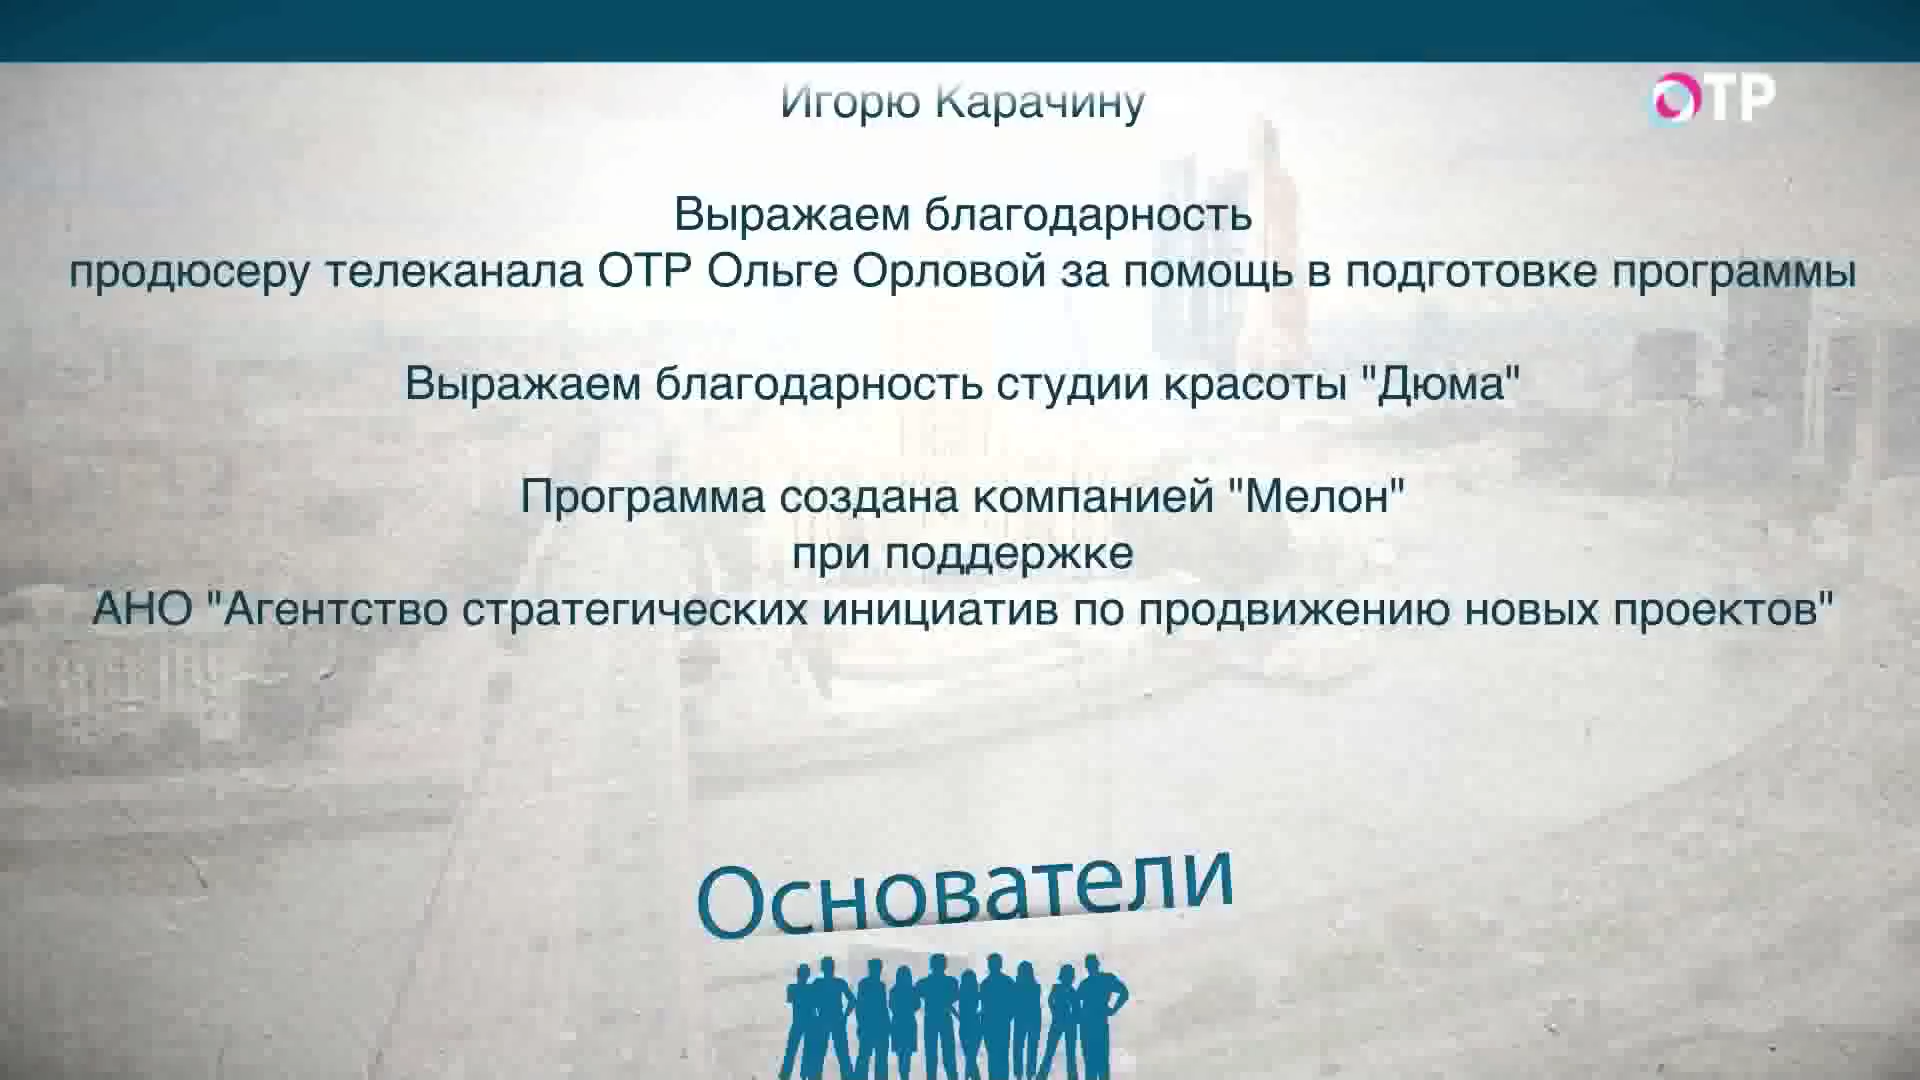 Игорю Карачину
ОТР
Выражаем благодарность
продюсеру телеканала ОТР Ольге Орловой за помощь в подготовке программы
Выражаем благодарность студии красоты "Дюма"
Программа создана компанией "Мелон"
при поддержке
АНО "Агентство стратегических инициатив по продвижению новых проектов"
Основатели